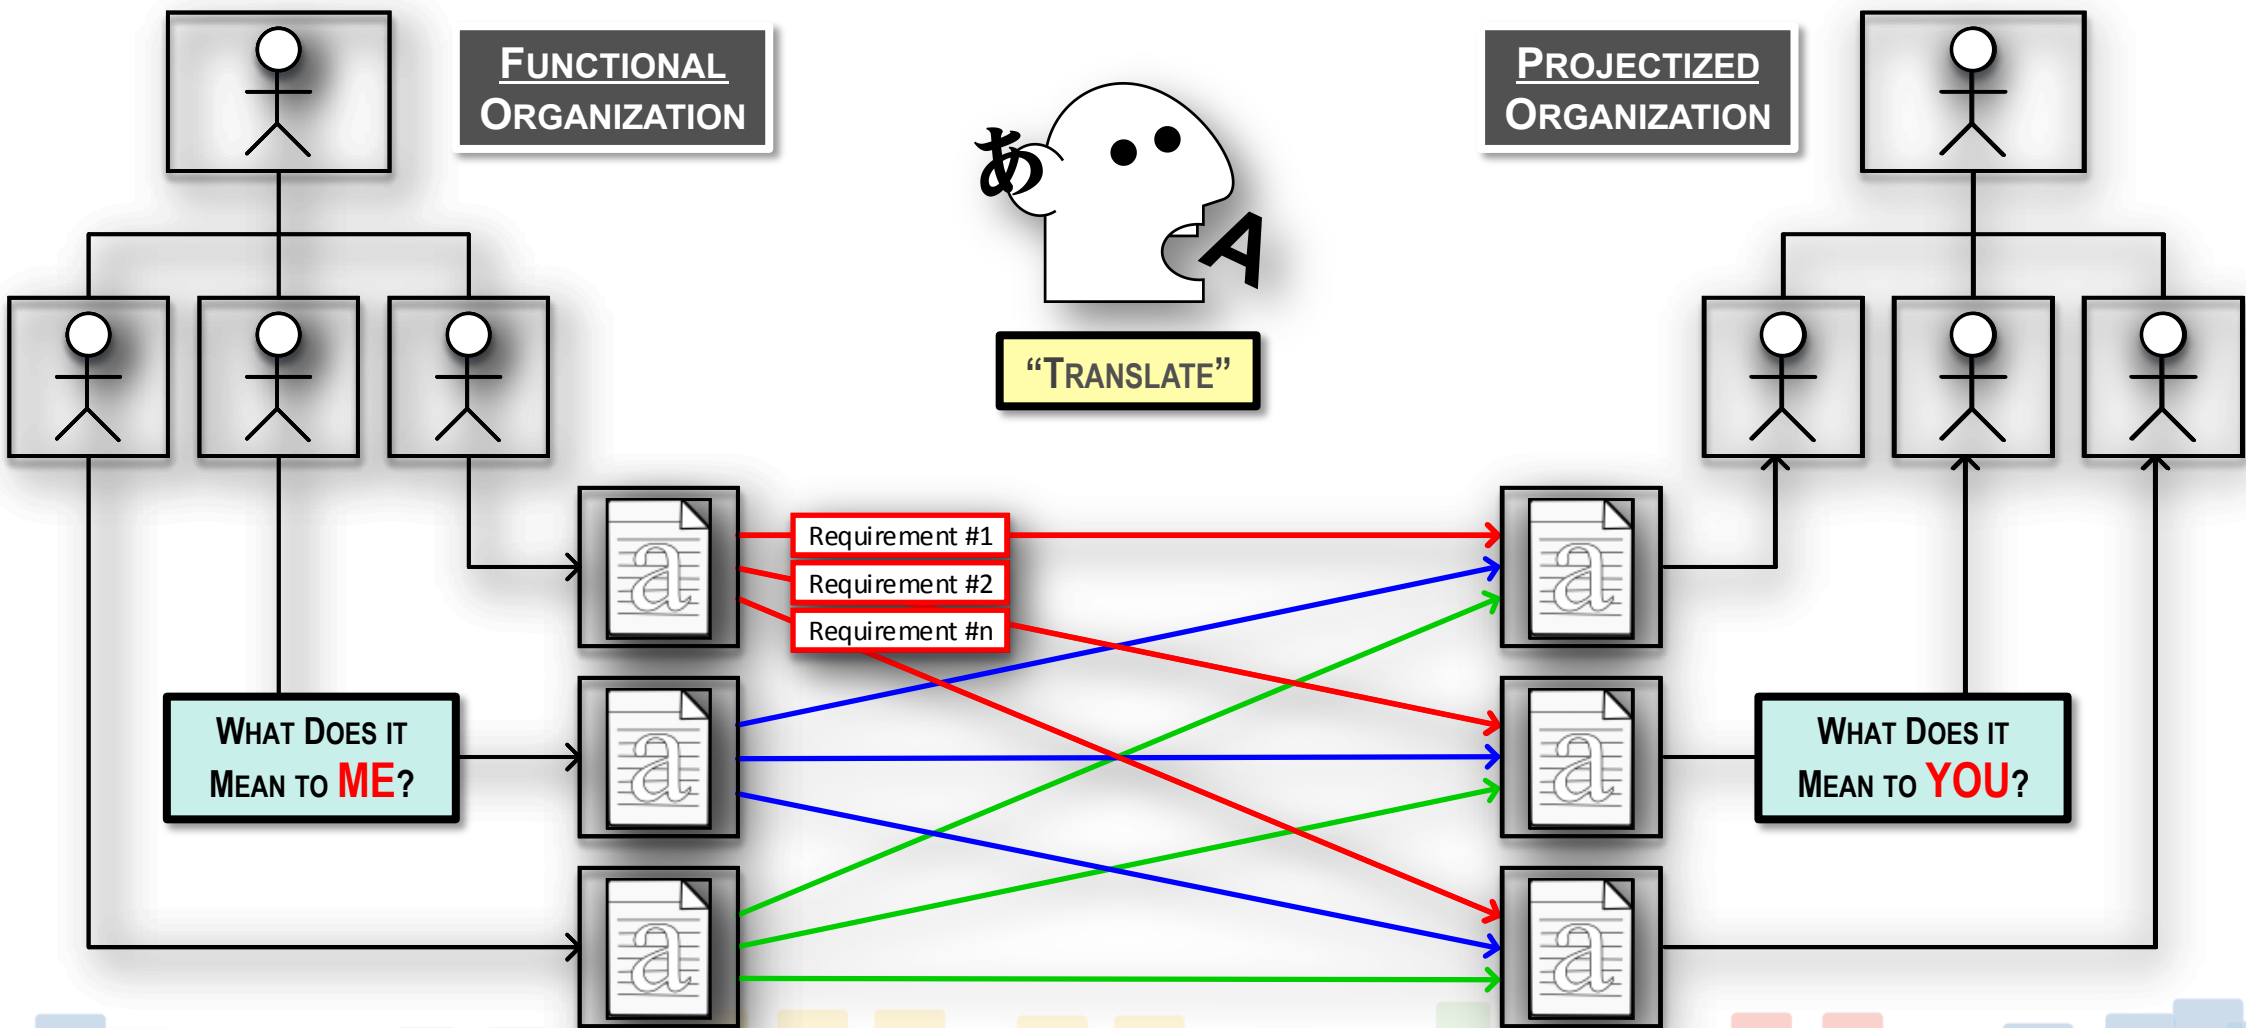 FUNCTIONAL
ORGANIZATION
PROJECTIZED
ORGANIZATION
あ
A
“TRANSLATE”
a
Requirement #1
Requirement #2
Requirement #n
a
WHAT DOES IT
MEAN TO ME?
a
a
WHAT DOES IT
MEAN TO YOU?
a
a